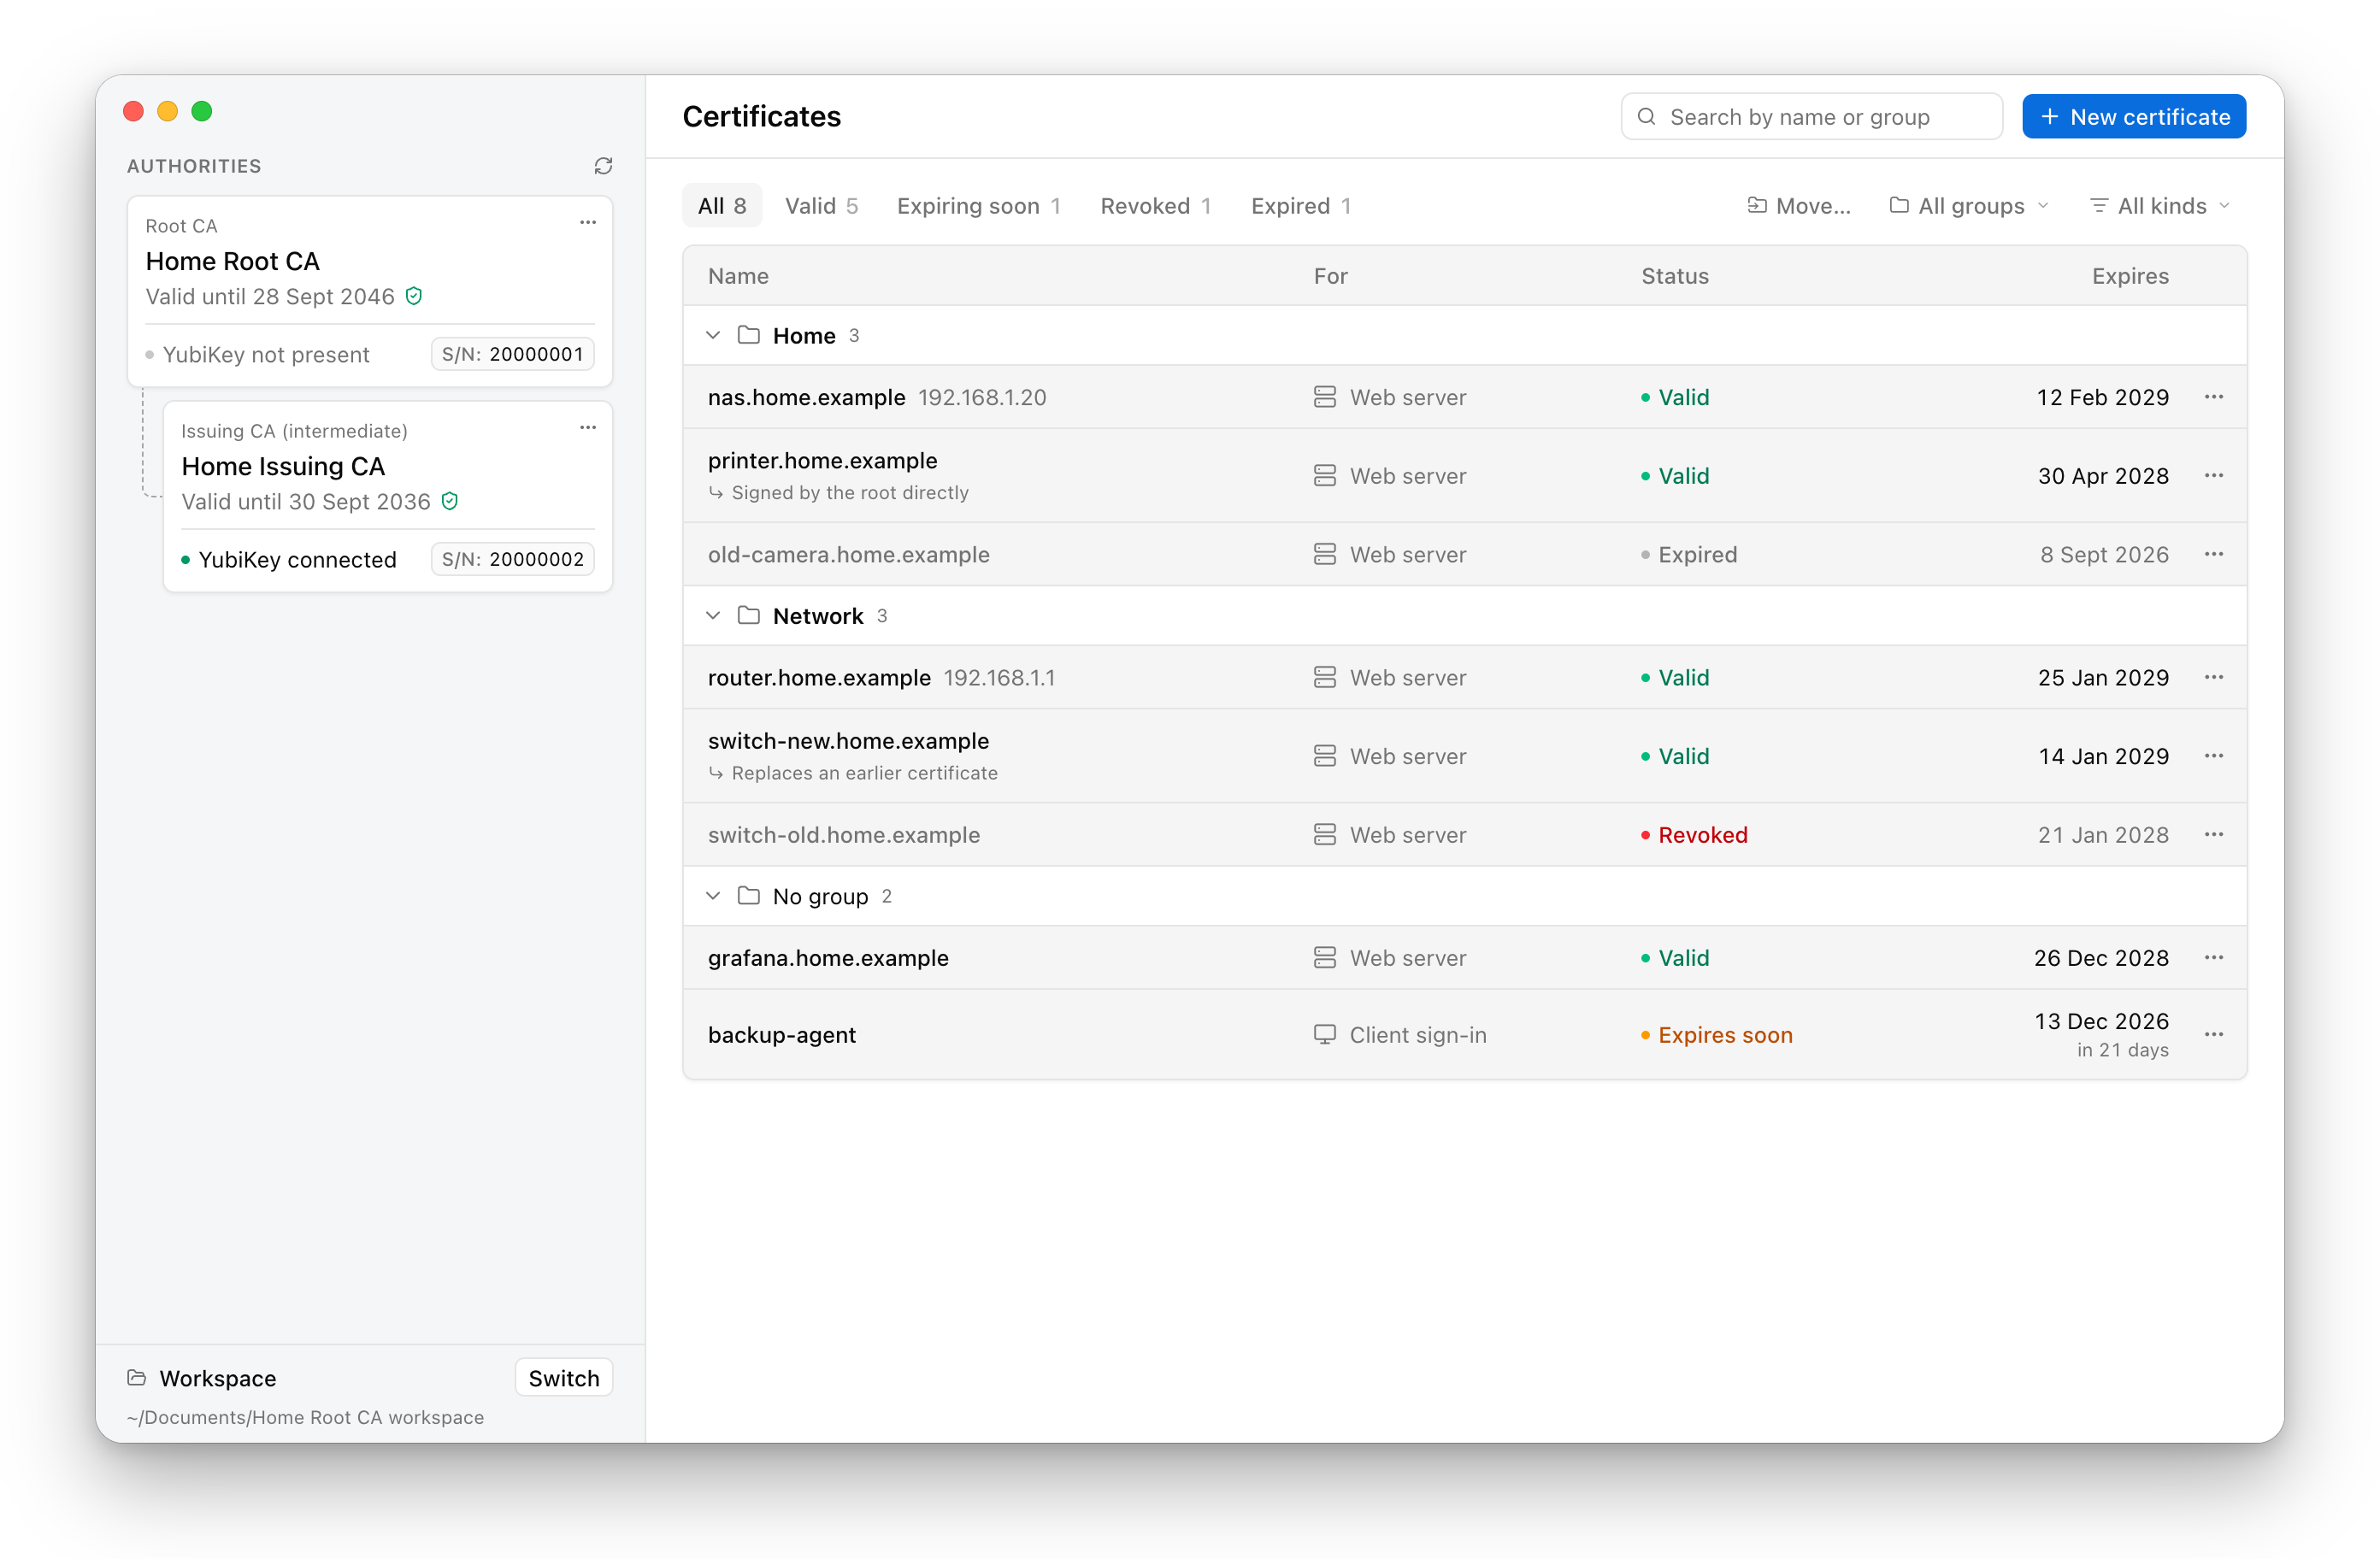 AUTHORITIES
Root CA
Home Root CA
Valid until 28 Sept 2046
YubiKey not present S/N: 20000001
Issuing CA (intermediate)
Home Issuing CA
Valid until 30 Sept 2036
YubiKey connected S/N: 20000002
Workspace Switch
~/Documents/Home Root CA workspace
Certificates Search by name or group New certificate
All 8 Valid 5 Expiring soon 1 Revoked 1 Expired 1 Move... All groups All kinds
Name For Status Expires
Home 3
nas.home.example 192.168.1.20 Web server Valid 12 Feb 2029
printer.home.example Web server Valid 30 Apr 2028
Signed by the root directly
old-camera.home.example Web server Expired 8 Sept 2026
Network 3
router.home.example 192.168.1.1 Web server Valid 25 Jan 2029
switch-new.home.example Web server Valid 14 Jan 2029
Replaces an earlier certificate
switch-old.home.example Web server Revoked 21 Jan 2028
No group 2
grafana.home.example Web server Valid 26 Dec 2028
backup-agent Client sign-in Expires soon 13 Dec 2026
in 21 days